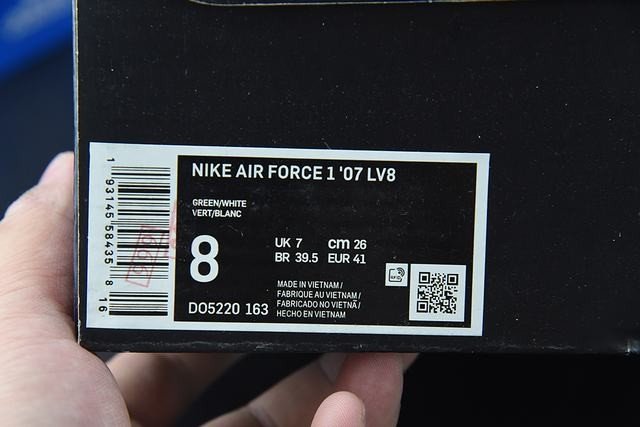 NIKE AIR FORCE 1 '07 LV8
GREEN/WHITE
VERT/BLANC
8
UK 7 cm 26
BR 39.5 EUR 41
MADE IN VIETNAM /
FABRIQUE AU VIETNAM /
FABRICADO NO VIETNÃ /
HECHO EN VIETNAM
DO5220 163
RFID
1 93145 58435 8 16